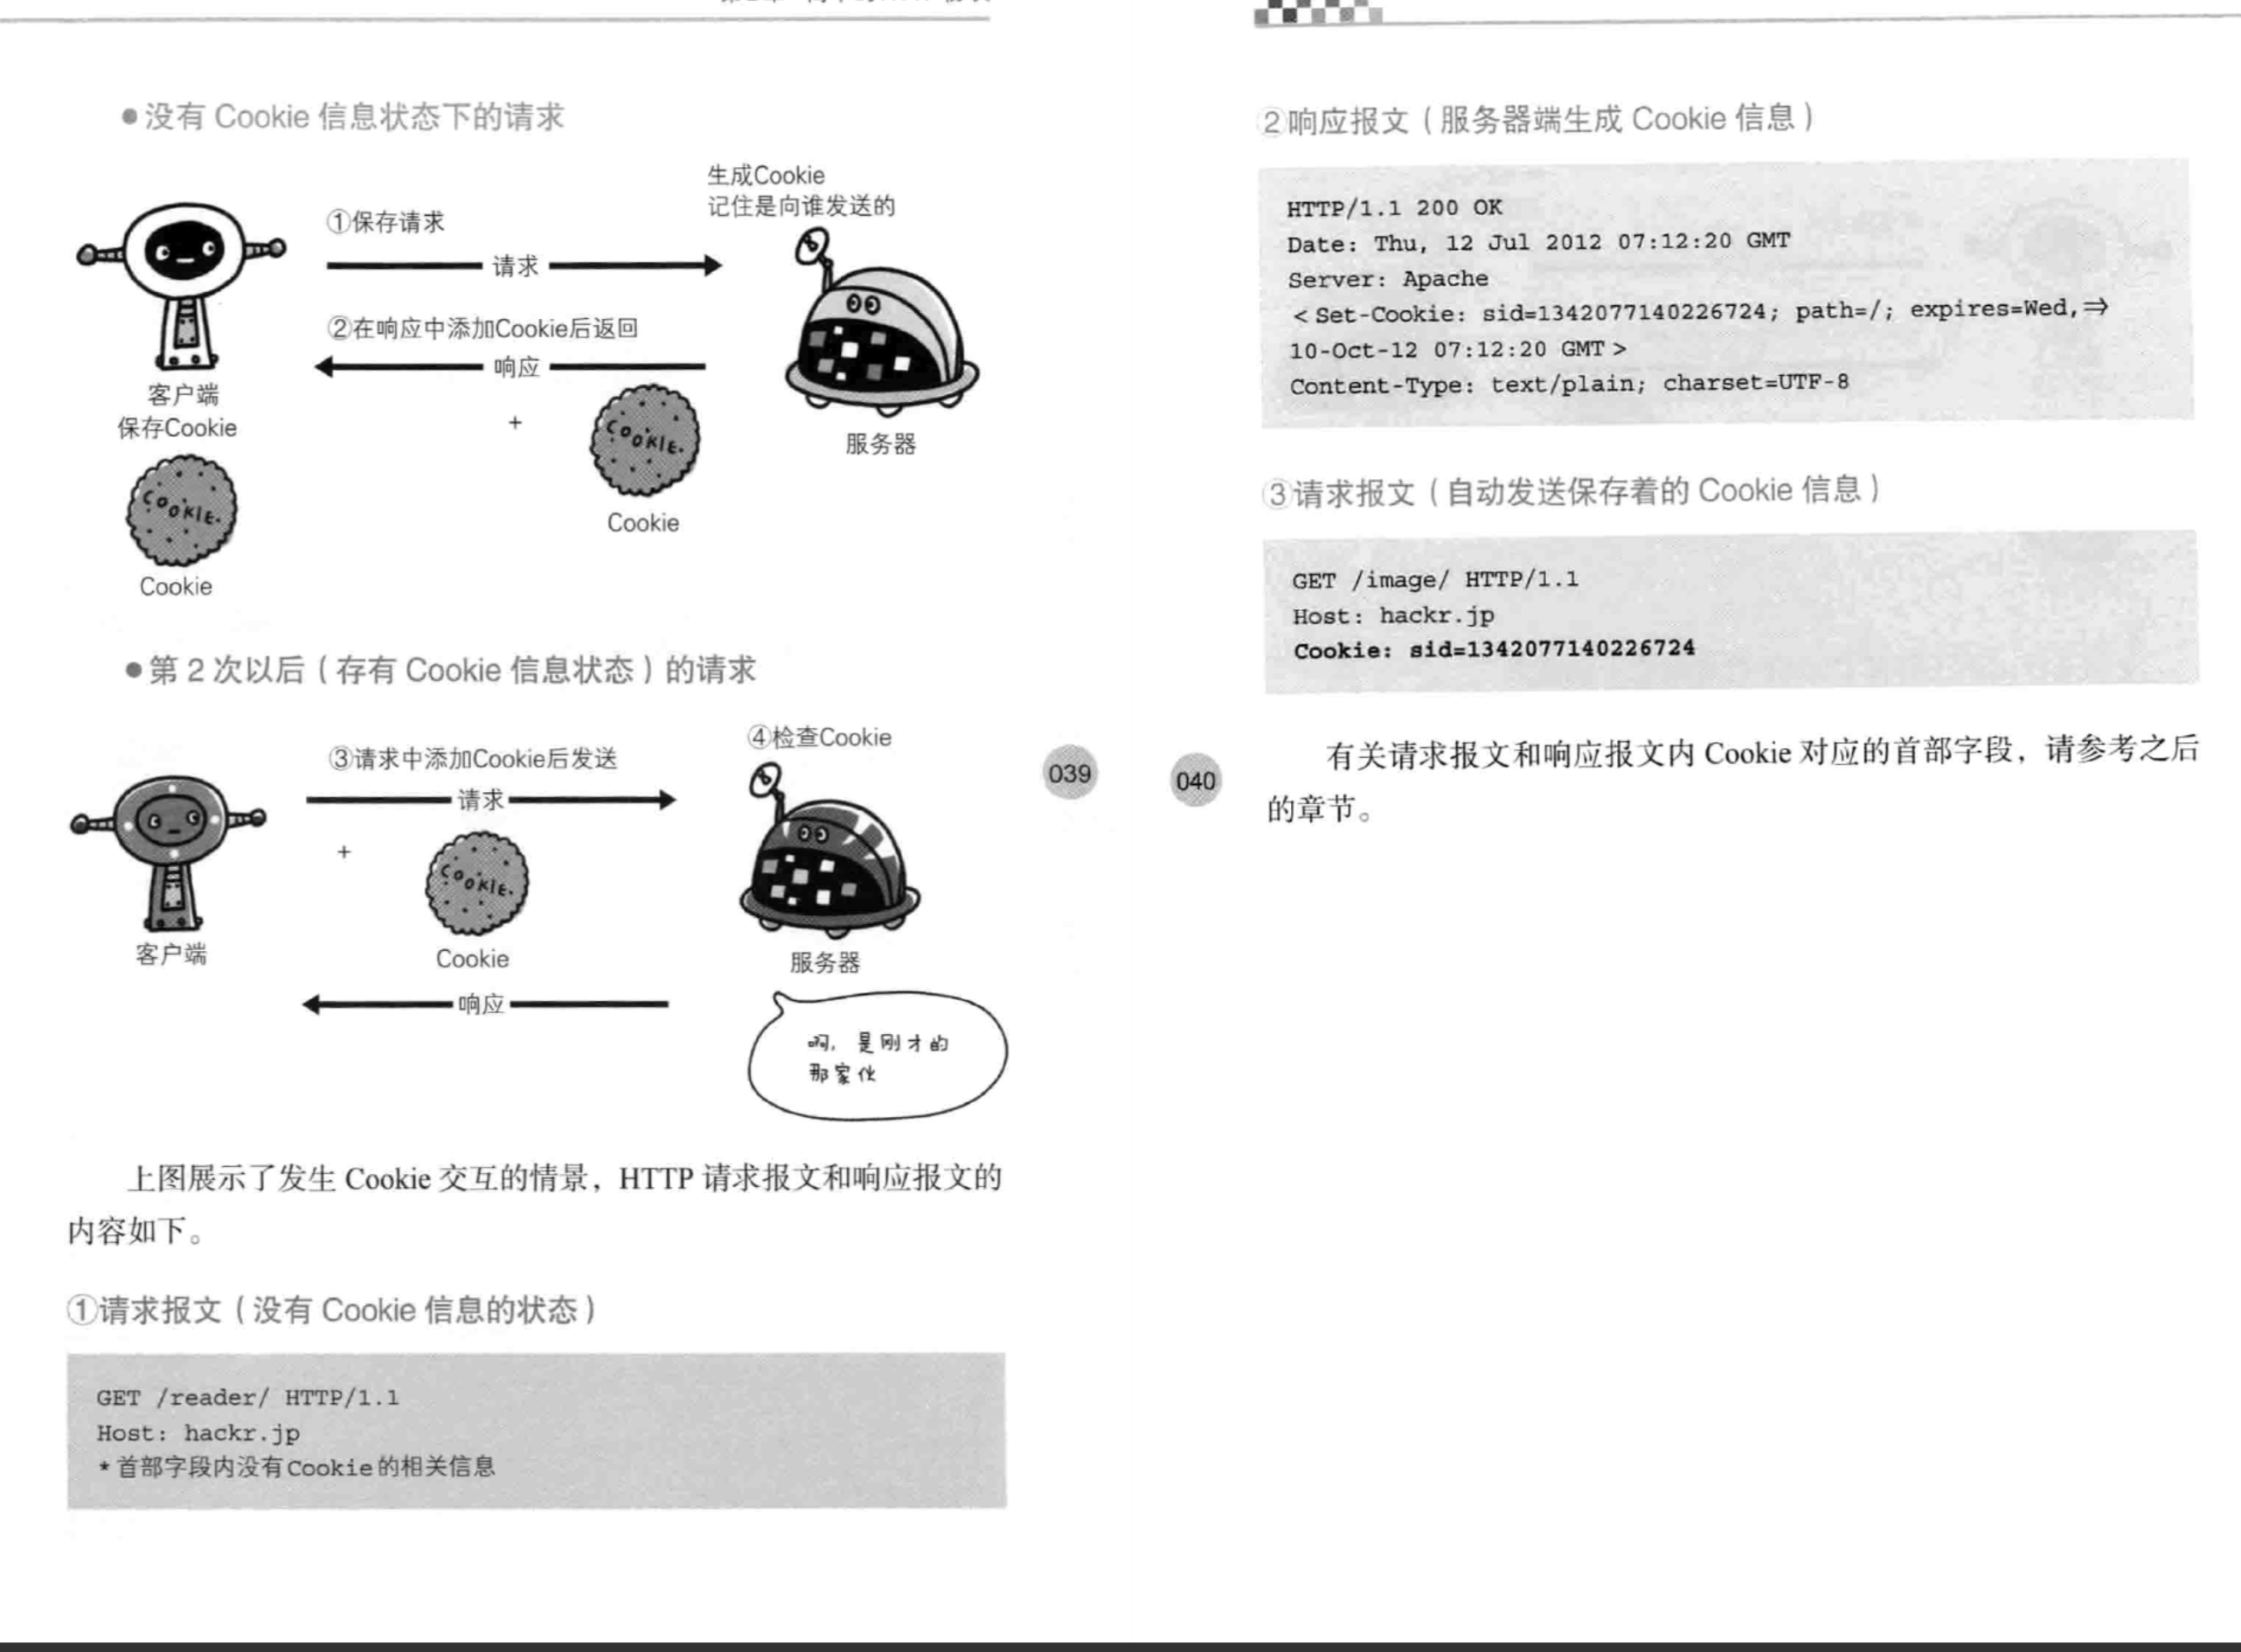 ●没有 Cookie 信息状态下的请求
生成Cookie
记住是向谁发送的
①保存请求
请求
②在响应中添加Cookie后返回
响应
客户端
保存Cookie
+
COOKIE.
服务器
COOKIE.
Cookie
Cookie
●第 2 次以后（存有 Cookie 信息状态）的请求
④检查Cookie
③请求中添加Cookie后发送
请求
+
COOKIE.
客户端
Cookie
服务器
响应
啊，是刚才的
那家伙
039
上图展示了发生 Cookie 交互的情景，HTTP 请求报文和响应报文的
内容如下。
①请求报文（没有 Cookie 信息的状态）
GET /reader/ HTTP/1.1
Host: hackr.jp
*首部字段内没有Cookie的相关信息
②响应报文（服务器端生成 Cookie 信息）
HTTP/1.1 200 OK
Date: Thu, 12 Jul 2012 07:12:20 GMT
Server: Apache
<Set-Cookie: sid=1342077140226724; path=/; expires=Wed,⇒
10-Oct-12 07:12:20 GMT>
Content-Type: text/plain; charset=UTF-8
③请求报文（自动发送保存着的 Cookie 信息）
GET /image/ HTTP/1.1
Host: hackr.jp
Cookie: sid=1342077140226724
040
有关请求报文和响应报文内 Cookie 对应的首部字段，请参考之后
的章节。